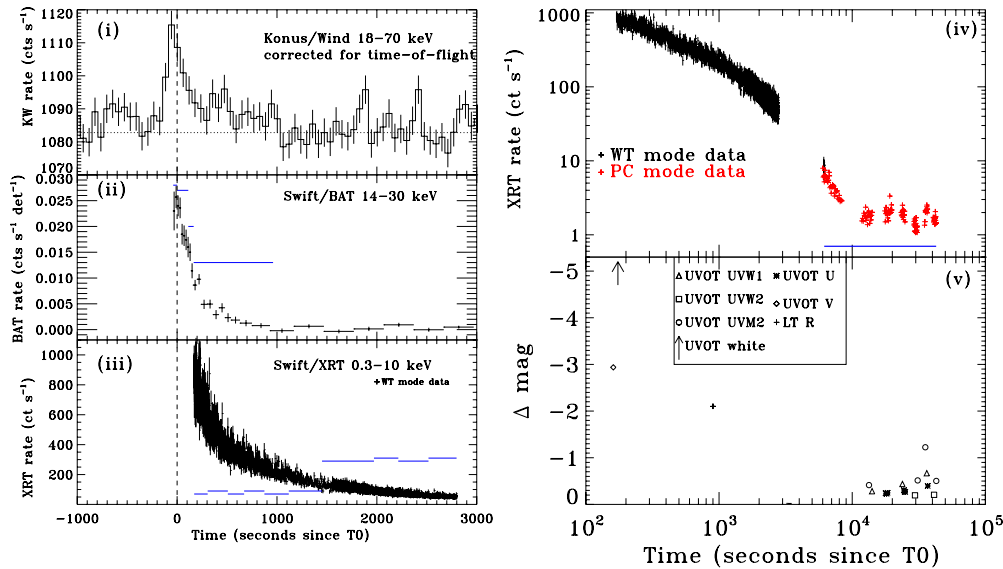 (i)
Konus/Wind 18-70 keV
corrected for time-of-flight
KW rate (cts s⁻¹)
1120
1110
1100
1090
1080
1070
(ii)
Swift/BAT 14-30 keV
BAT rate (cts s⁻¹ det⁻¹)
0.030
0.025
0.020
0.015
0.010
0.005
0.000
(iii)
Swift/XRT 0.3-10 keV
+WT mode data
XRT rate (ct s⁻¹)
1000
800
600
400
200
-1000
0
1000
2000
3000
Time (seconds since T0)
(iv)
XRT rate (ct s⁻¹)
1000
100
10
1
+ WT mode data
+ PC mode data
(v)
Δ mag
-5
-4
-3
-2
-1
0
△ UVOT UVW1
✱ UVOT U
□ UVOT UVW2
◇ UVOT V
○ UVOT UVM2
+ LT R
↑ UVOT white
10²
10³
10⁴
10⁵
Time (seconds since T0)